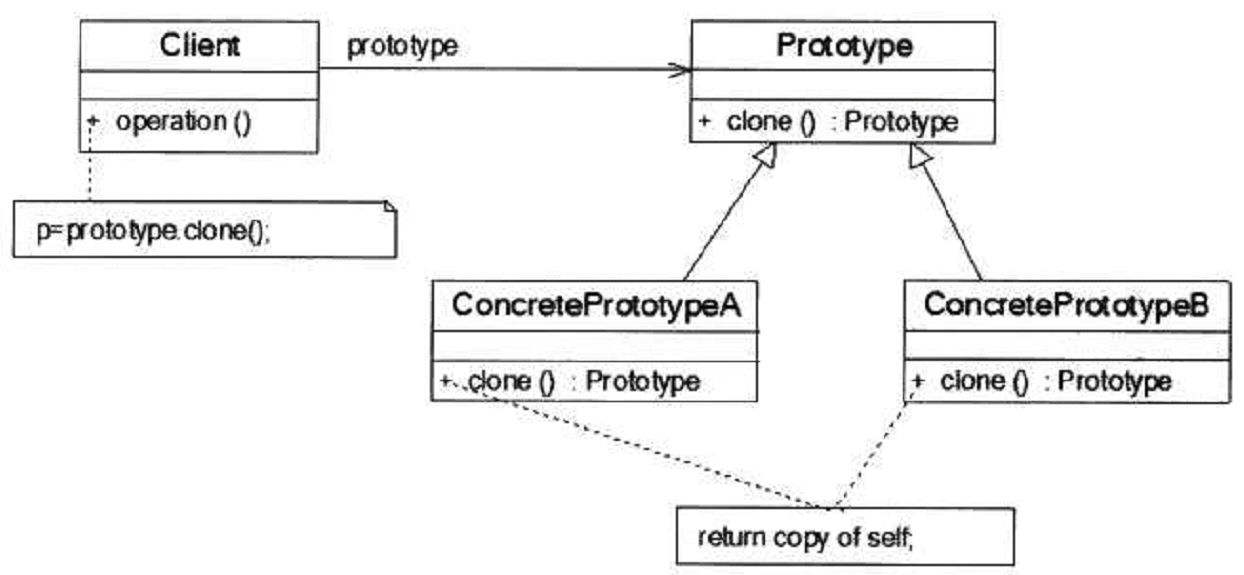 Client
prototype
Prototype
+ operation ()
+ clone () : Prototype
p=prototype.clone();
ConcretePrototypeA
ConcretePrototypeB
+ clone () : Prototype
+ clone () : Prototype
return copy of self;